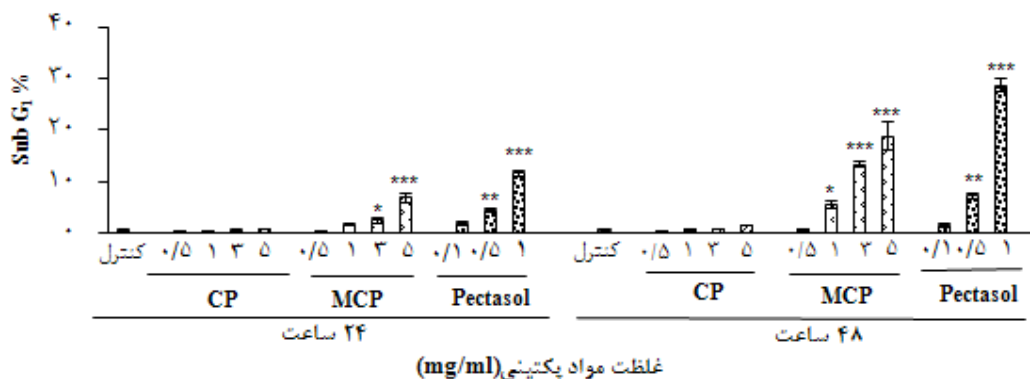 ۴۰
۳۰
۲۰
۱۰
۰
Sub G₁ %
* *** ** *** * *** *** ** ***
کنترل ۰/۵ ۱ ۳ ۵ ۰/۵ ۱ ۳ ۵ ۰/۱ ۰/۵ ۱ کنترل ۰/۵ ۱ ۳ ۵ ۰/۵ ۱ ۳ ۵ ۰/۱ ۰/۵ ۱
CP MCP Pectasol CP MCP Pectasol
۲۴ ساعت ۴۸ ساعت
غلظت مواد پکتینی(mg/ml)